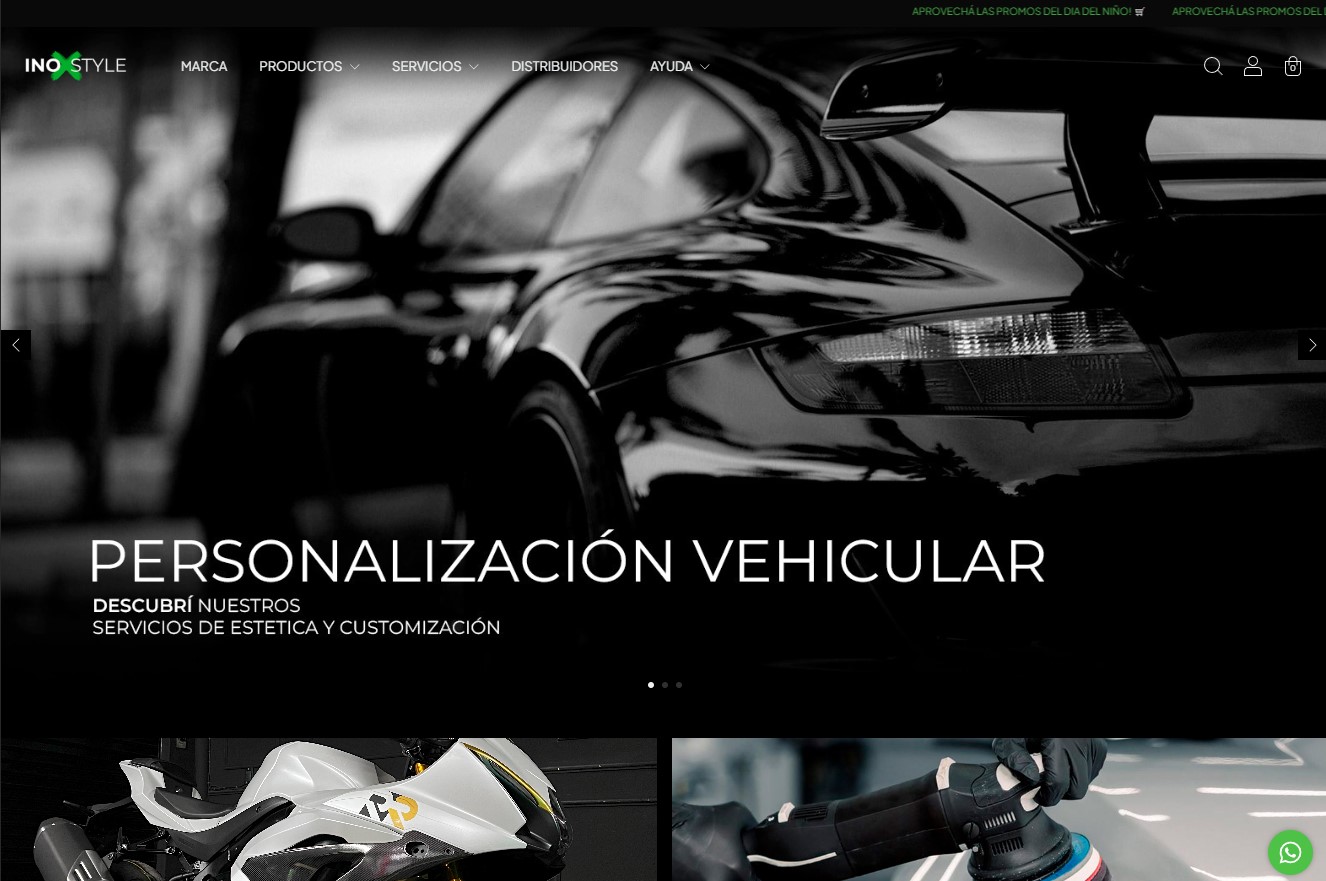 APROVECHÁ LAS PROMOS DEL DIA DEL NIÑO! 🛒 APROVECHÁ LAS PROMOS DEL
INOXSTYLE
MARCA PRODUCTOS SERVICIOS DISTRIBUIDORES AYUDA
0
PERSONALIZACIÓN VEHICULAR
DESCUBRÍ NUESTROS
SERVICIOS DE ESTETICA Y CUSTOMIZACIÓN